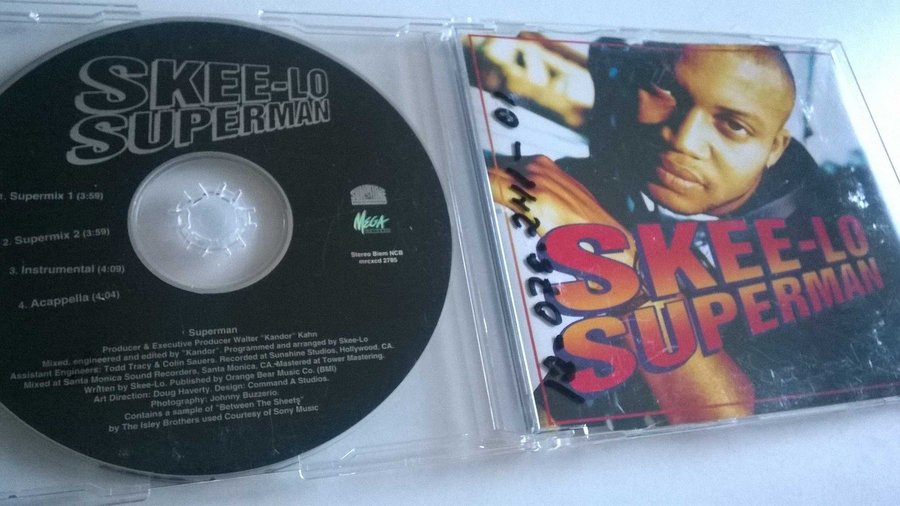 SKEE-LO
SUPERMAN
1. Supermix 1 (3:59)
2. Supermix 2 (3:59)
3. Instrumental (4:09)
4. Acappella (4:04)
MEGA
Stereo Biem NCB
mrcxcd 2785
Superman
Producer & Executive Producer Walter "Kandor" Kahn
Mixed, engineered and edited by "Kandor". Programmed and arranged by Skee-Lo
Assistant Engineers: Todd Tracy & Colin Sauers. Recorded at Sunshine Studios, Hollywood, CA.
Mixed at Santa Monica Sound Recorders, Santa Monica, CA. Mastered at Tower Mastering.
Written by Skee-Lo. Published by Orange Bear Music Co. (BMI)
Art Direction: Doug Haverty. Design: Command A Studios.
Photography: Johnny Buzzerio.
Contains a sample of "Between The Sheets"
by The Isley Brothers used Courtesy of Sony Music
SKEE-LO
SUPERMAN